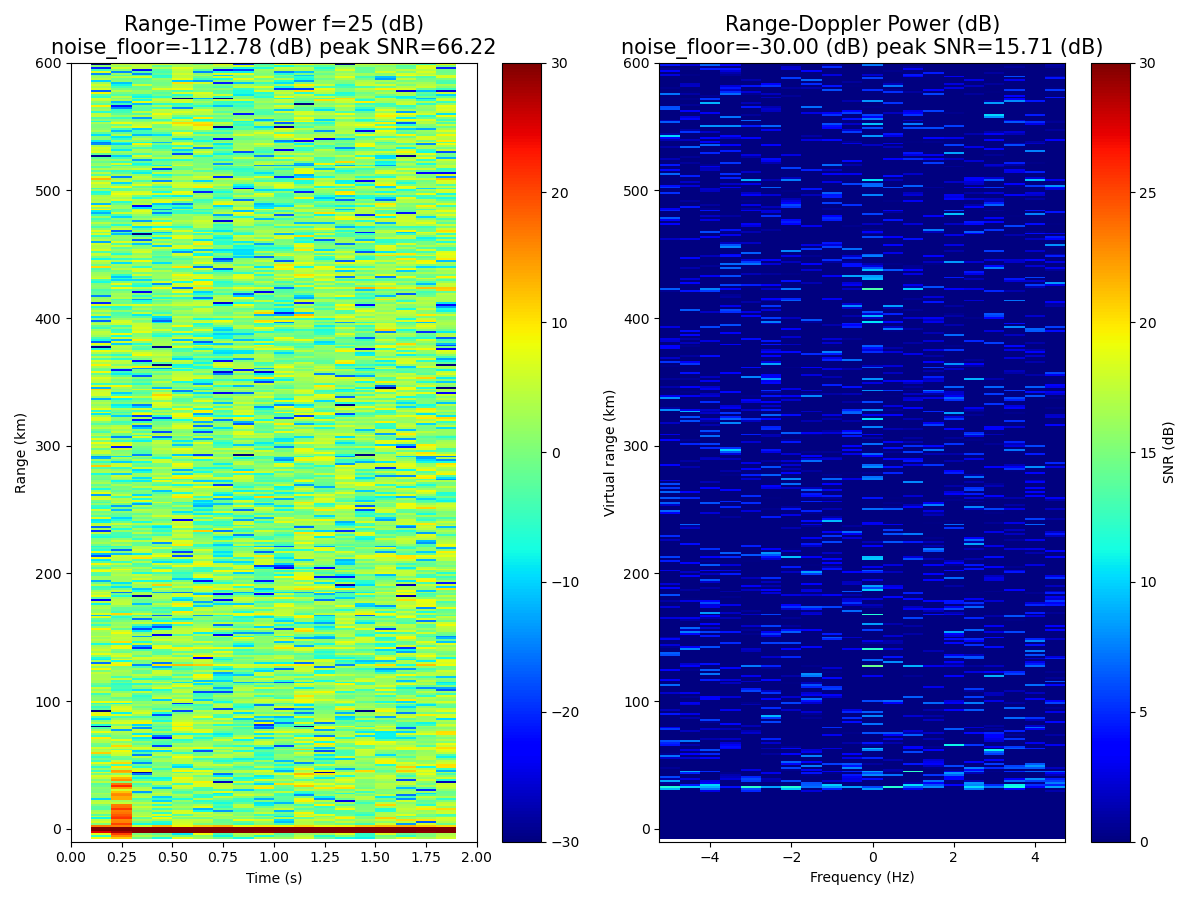 Range-Time Power f=25 (dB)
noise_floor=-112.78 (dB) peak SNR=66.22
Range-Doppler Power (dB)
noise_floor=-30.00 (dB) peak SNR=15.71 (dB)
600
500
400
300
200
100
0
Range (km)
0.00 0.25 0.50 0.75 1.00 1.25 1.50 1.75 2.00
Time (s)
30
20
10
0
−10
−20
−30
600
500
400
300
200
100
0
Virtual range (km)
−4 −2 0 2 4
Frequency (Hz)
30
25
20
15
10
5
0
SNR (dB)